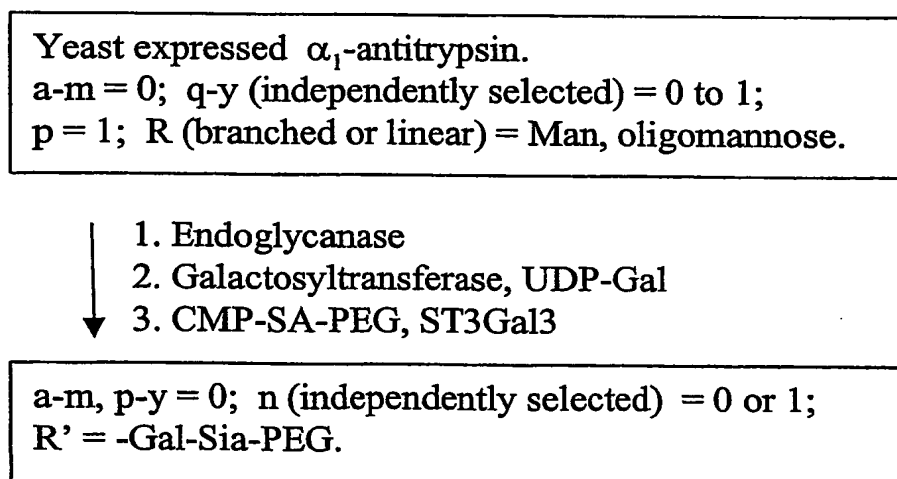 Yeast expressed α₁-antitrypsin.
a-m = 0; q-y (independently selected) = 0 to 1;
p = 1; R (branched or linear) = Man, oligomannose.
1. Endoglycanase
2. Galactosyltransferase, UDP-Gal
3. CMP-SA-PEG, ST3Gal3
a-m, p-y = 0; n (independently selected) = 0 or 1;
R’ = -Gal-Sia-PEG.